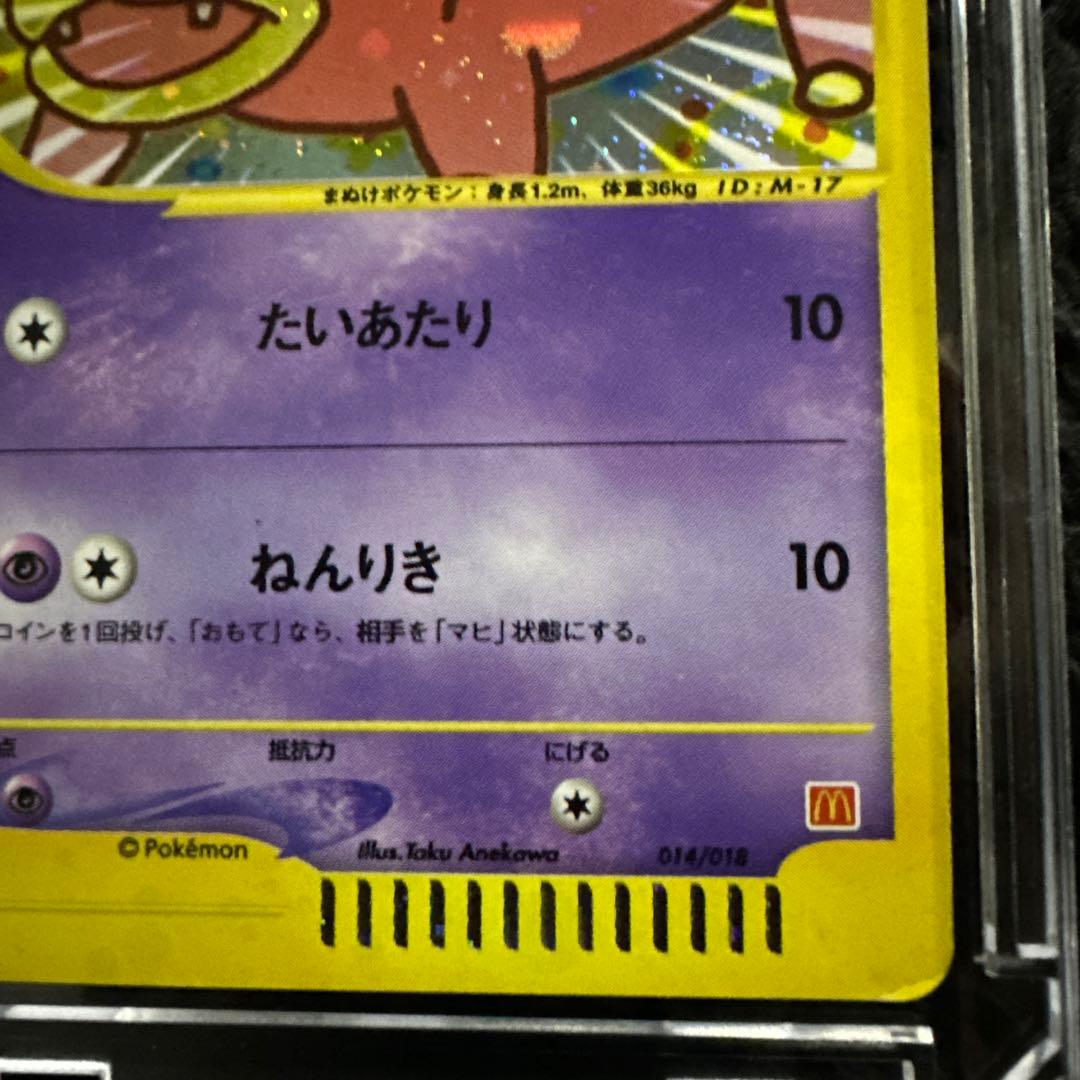 まぬけポケモン：身長1.2m、体重36kg ID：M-17
たいあたり 10
ねんりき 10
コインを1回投げ、「おもて」なら、相手を「マヒ」状態にする。
点 抵抗力 にげる
©Pokémon Illus.Taku Anekawa 014/018